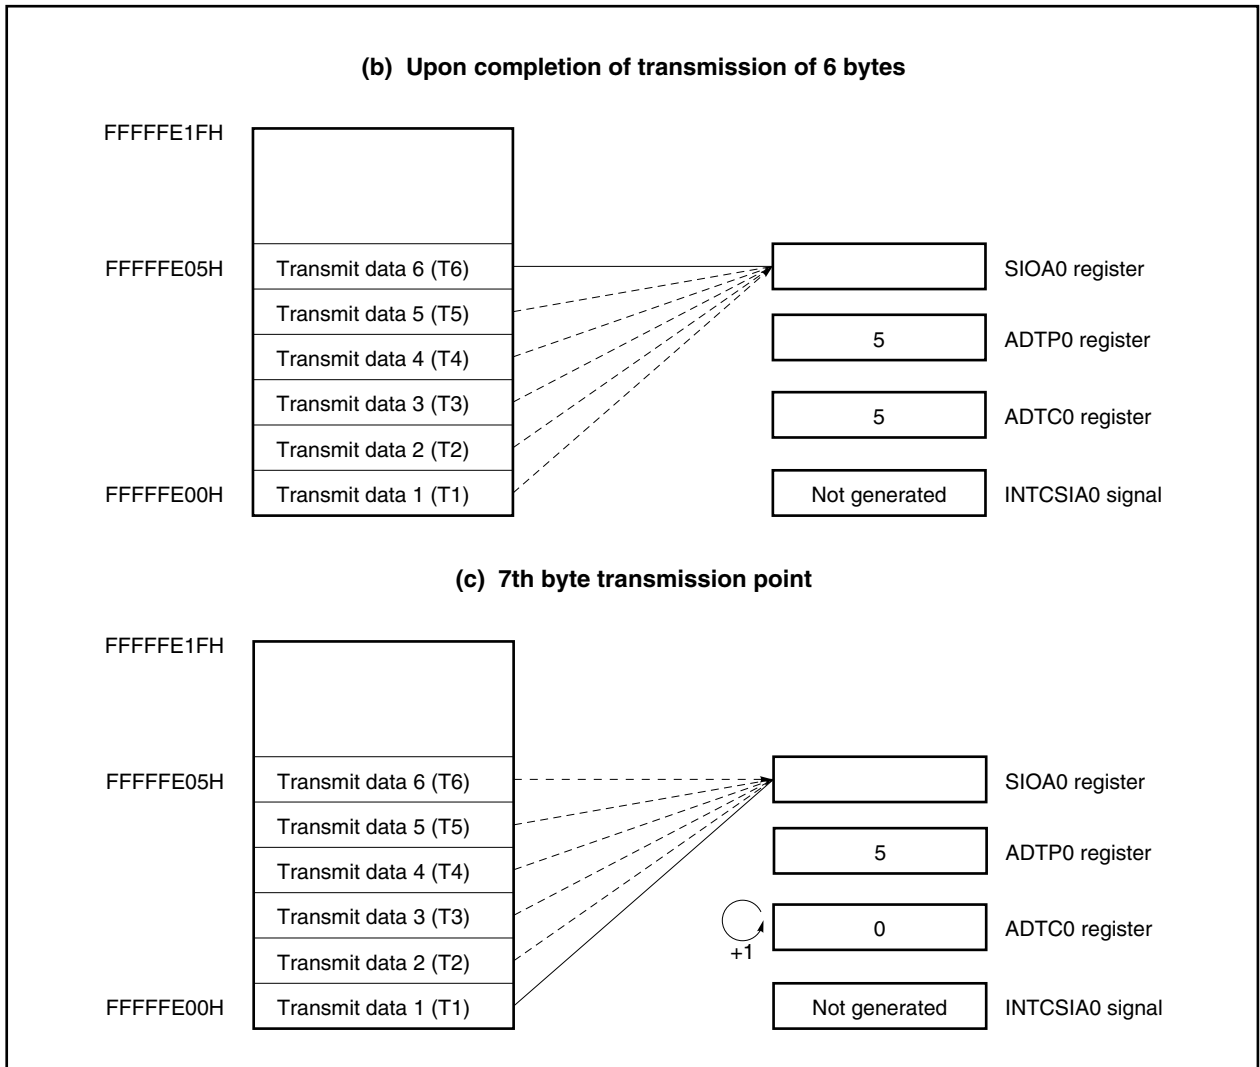 (b) Upon completion of transmission of 6 bytes
FFFFFE1FH
FFFFFE05H Transmit data 6 (T6) SIOA0 register
Transmit data 5 (T5)
5 ADTP0 register
Transmit data 4 (T4)
Transmit data 3 (T3)
5 ADTC0 register
Transmit data 2 (T2)
FFFFFE00H Transmit data 1 (T1) Not generated INTCSIA0 signal
(c) 7th byte transmission point
FFFFFE1FH
FFFFFE05H Transmit data 6 (T6) SIOA0 register
Transmit data 5 (T5)
5 ADTP0 register
Transmit data 4 (T4)
Transmit data 3 (T3)
0 ADTC0 register
+1
Transmit data 2 (T2)
FFFFFE00H Transmit data 1 (T1) Not generated INTCSIA0 signal